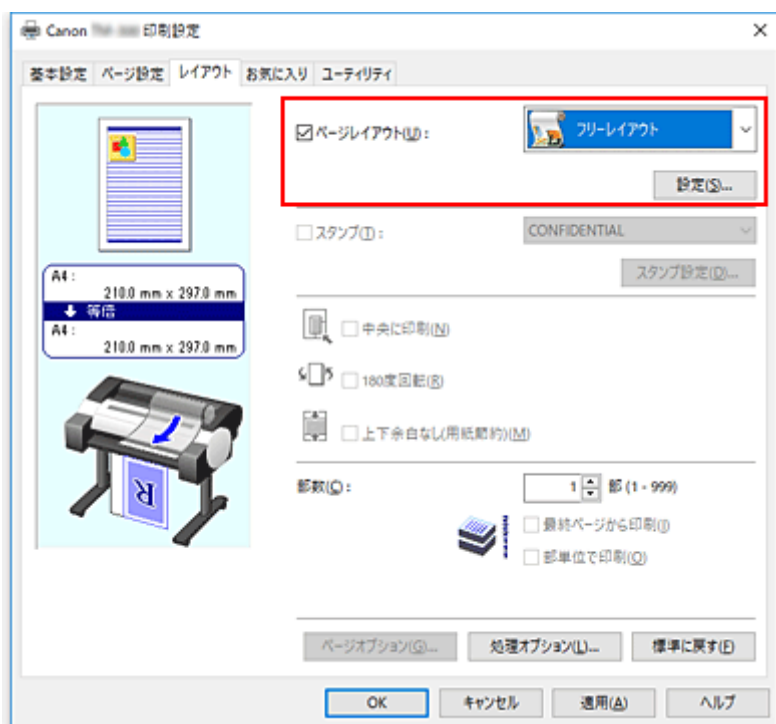 Canon 印刷設定
基本設定 ページ設定 レイアウト お気に入り ユーティリティ
ページレイアウト(U): フリーレイアウト
設定(S)...
スタンプ(T): CONFIDENTIAL
スタンプ設定(D)...
A4:
210.0 mm x 297.0 mm
等倍
A4:
210.0 mm x 297.0 mm
中央に印刷(N)
180度回転(R)
上下余白なし(用紙節約)(M)
部数(C): 1 部 (1 - 999)
最終ページから印刷(I)
部単位で印刷(O)
R
ページオプション(G)... 処理オプション(L)... 標準に戻す(F)
OK キャンセル 適用(A) ヘルプ